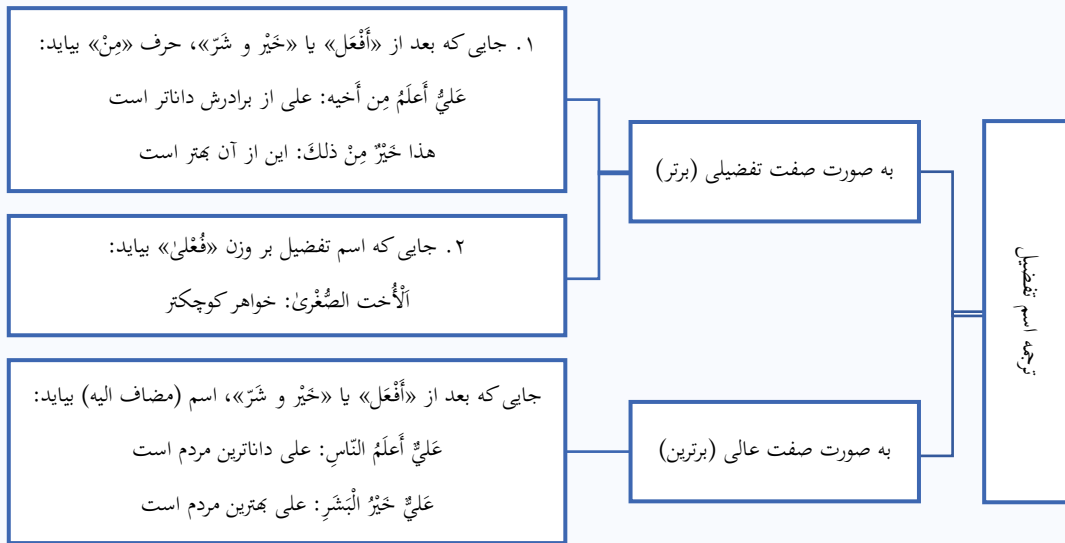 ترجمه اسم تفضیل
به صورت صفت تفضیلی (برتر)
۱. جایی که بعد از «أَفْعَل» یا «خَیْر و شَرّ»، حرف «مِنْ» بیاید:
عَليُّ أَعلَمُ مِن أَخیه: علی از برادرش داناتر است
هذا خَیْرٌ مِنْ ذلكَ: این از آن بهتر است
۲. جایی که اسم تفضیل بر وزن «فُعْلیٰ» بیاید:
اَلْأُخت الصُّغْریٰ: خواهر کوچکتر
به صورت صفت عالی (برترین)
جایی که بعد از «أَفْعَل» یا «خَیْر و شَرّ»، اسم (مضاف الیه) بیاید:
عَليٌّ أَعلَمُ النّاسِ: علی داناترین مردم است
عَليٌّ خَیْرُ الْبَشَرِ: علی بهترین مردم است